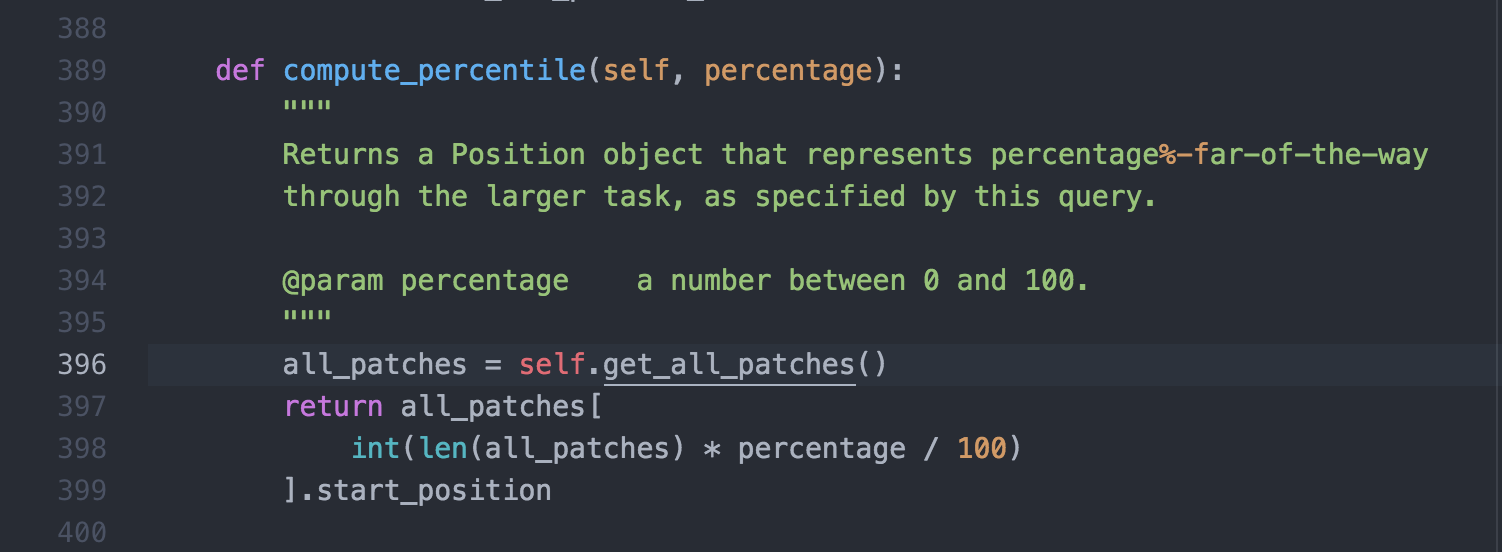 388
389 def compute_percentile(self, percentage):
390 """
391 Returns a Position object that represents percentage%-far-of-the-way
392 through the larger task, as specified by this query.
393
394 @param percentage    a number between 0 and 100.
395 """
396 all_patches = self.get_all_patches()
397 return all_patches[
398 int(len(all_patches) * percentage / 100)
399 ].start_position
400